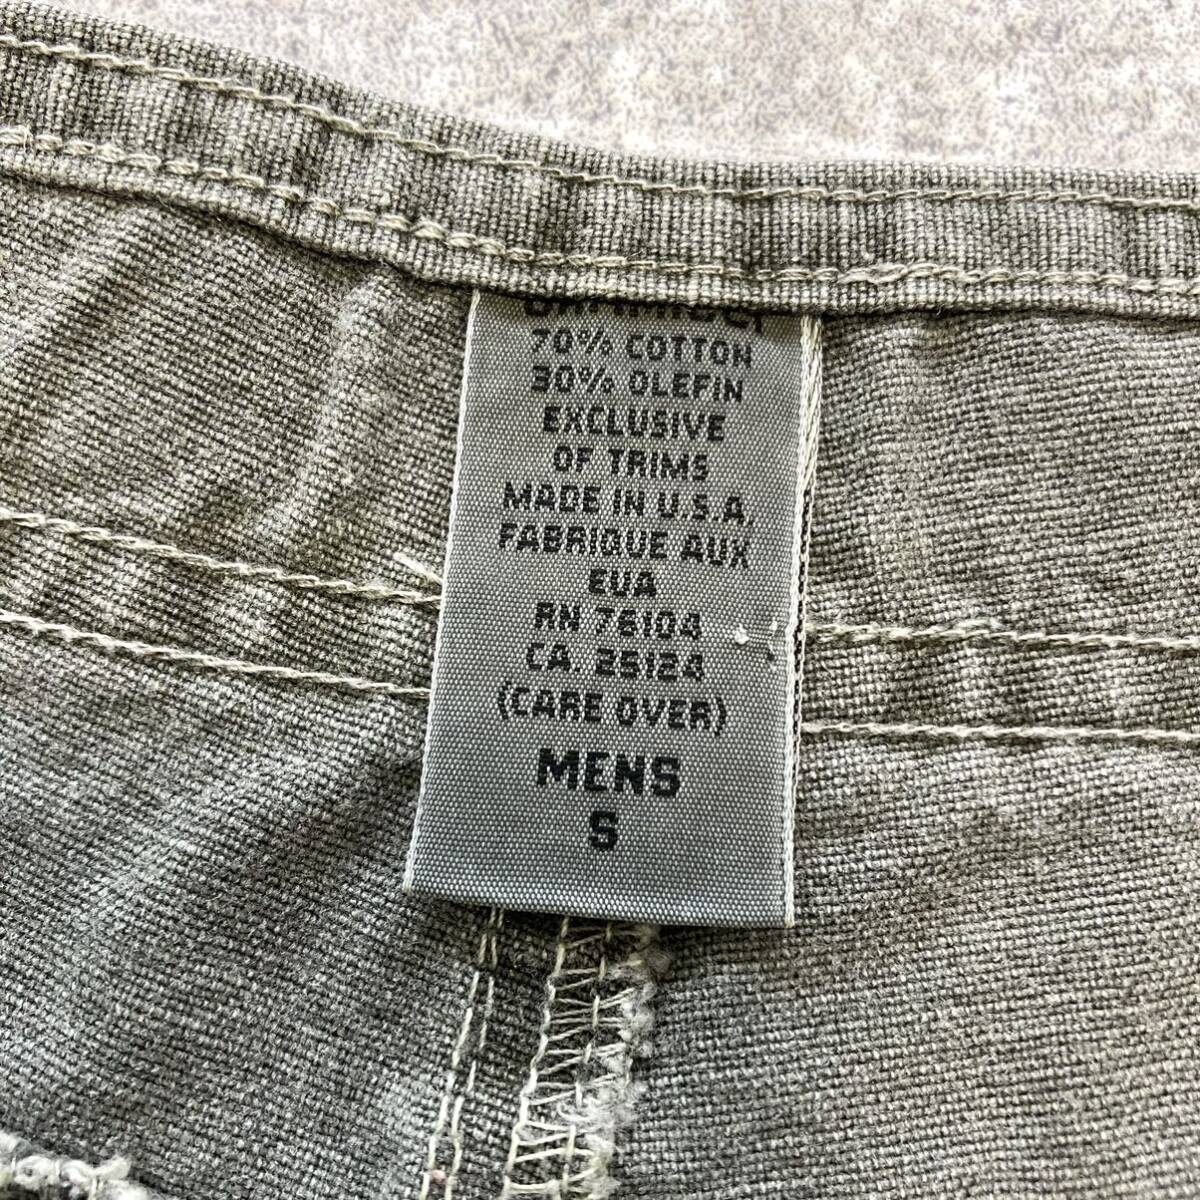 70% COTTON
30% OLEFIN
EXCLUSIVE
OF TRIMS
MADE IN U.S.A.
FABRIQUE AUX
EUA
RN 76104
CA. 25124
(CARE OVER)
MENS
S